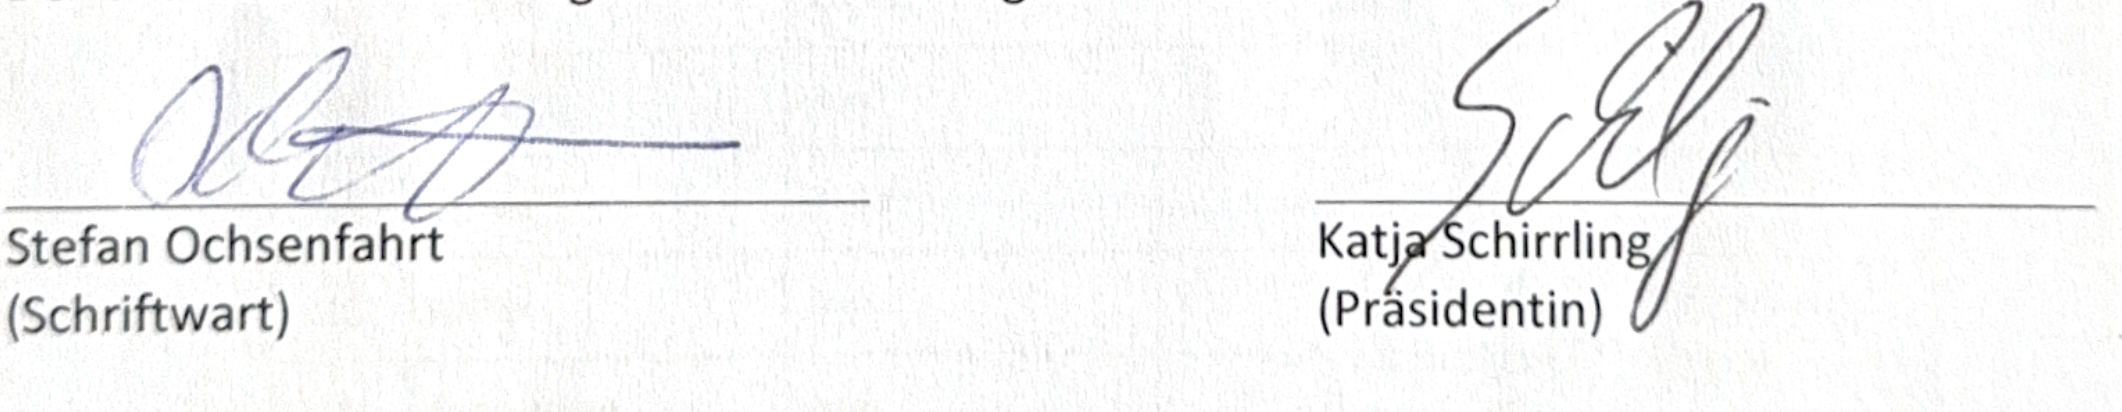 Stefan Ochsenfahrt
(Schriftwart)
Katja Schirrling
(Präsidentin)